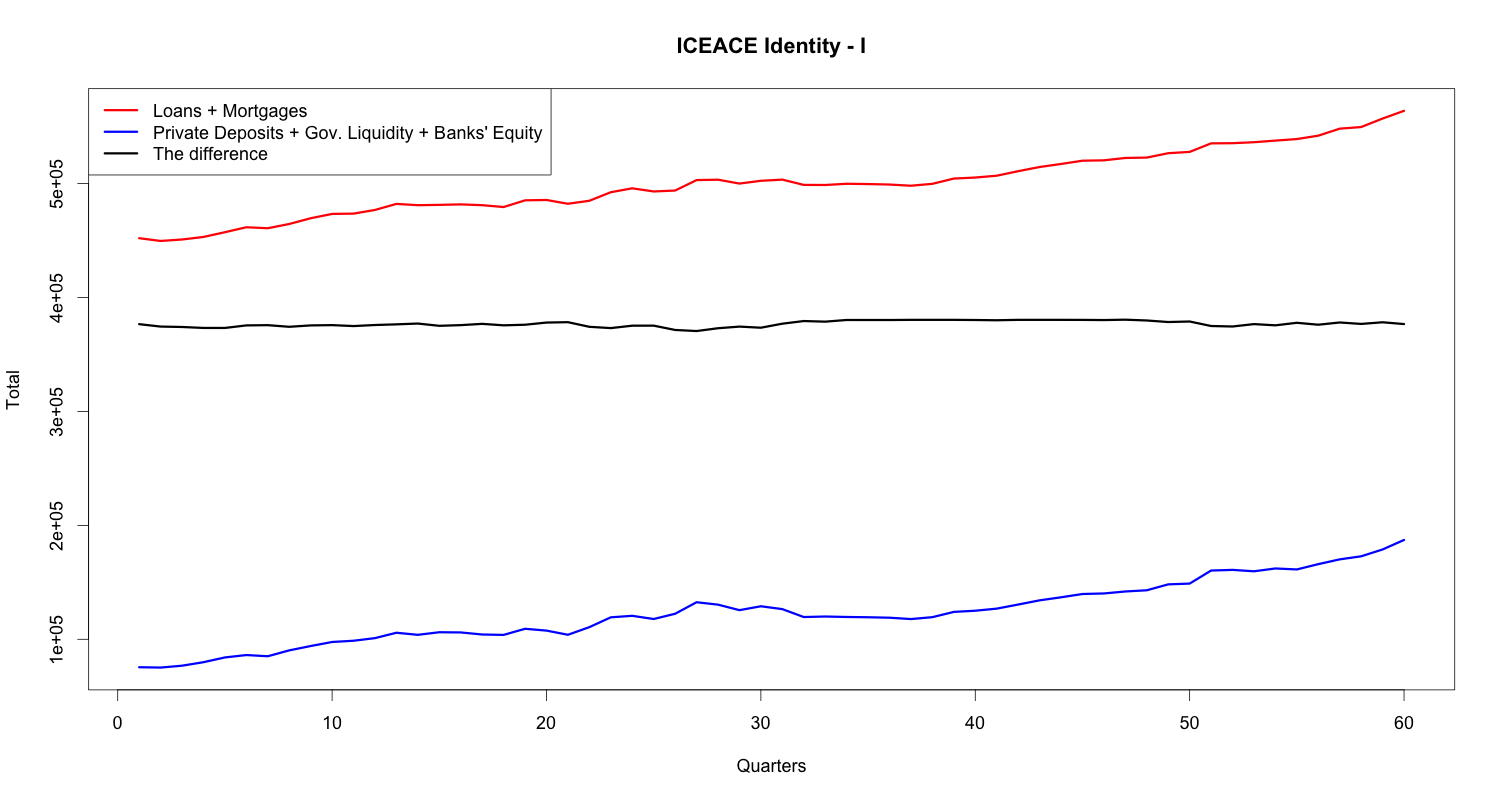 ICEACE Identity - I
Loans + Mortgages
Private Deposits + Gov. Liquidity + Banks' Equity
The difference
Total
5e+05
4e+05
3e+05
2e+05
1e+05
0 10 20 30 40 50 60
Quarters